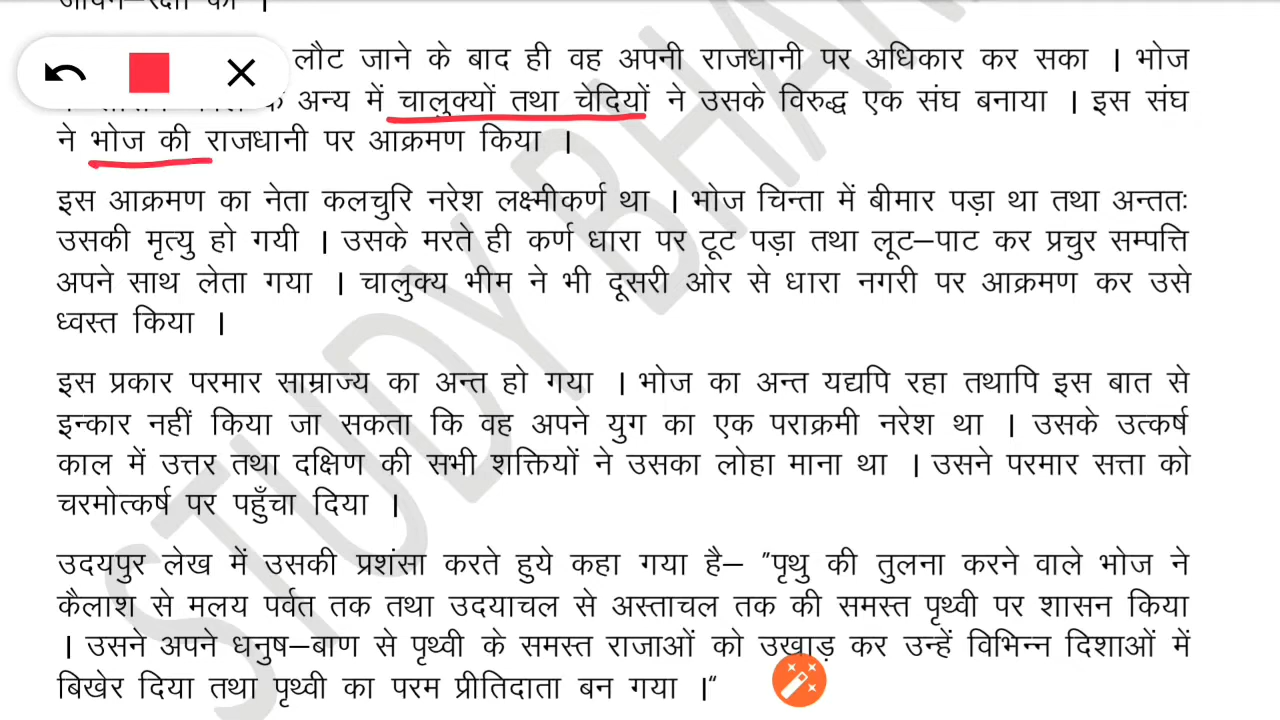 जीवन–रक्षा की ।
लौट जाने के बाद ही वह अपनी राजधानी पर अधिकार कर सका । भोज
के अन्य में चालुक्यों तथा चेदियों ने उसके विरुद्ध एक संघ बनाया । इस संघ
ने भोज की राजधानी पर आक्रमण किया ।
इस आक्रमण का नेता कलचुरि नरेश लक्ष्मीकर्ण था । भोज चिन्ता में बीमार पड़ा था तथा अन्ततः
उसकी मृत्यु हो गयी । उसके मरते ही कर्ण धारा पर टूट पड़ा तथा लूट–पाट कर प्रचुर सम्पत्ति
अपने साथ लेता गया । चालुक्य भीम ने भी दूसरी ओर से धारा नगरी पर आक्रमण कर उसे
ध्वस्त किया ।
इस प्रकार परमार साम्राज्य का अन्त हो गया । भोज का अन्त यद्यपि रहा तथापि इस बात से
इन्कार नहीं किया जा सकता कि वह अपने युग का एक पराक्रमी नरेश था । उसके उत्कर्ष
काल में उत्तर तथा दक्षिण की सभी शक्तियों ने उसका लोहा माना था । उसने परमार सत्ता को
चरमोत्कर्ष पर पहुँचा दिया ।
उदयपुर लेख में उसकी प्रशंसा करते हुये कहा गया है– "पृथु की तुलना करने वाले भोज ने
कैलाश से मलय पर्वत तक तथा उदयाचल से अस्ताचल तक की समस्त पृथ्वी पर शासन किया
। उसने अपने धनुष–बाण से पृथ्वी के समस्त राजाओं को उखाड़ कर उन्हें विभिन्न दिशाओं में
बिखेर दिया तथा पृथ्वी का परम प्रीतिदाता बन गया ।"
STUDY BHAN